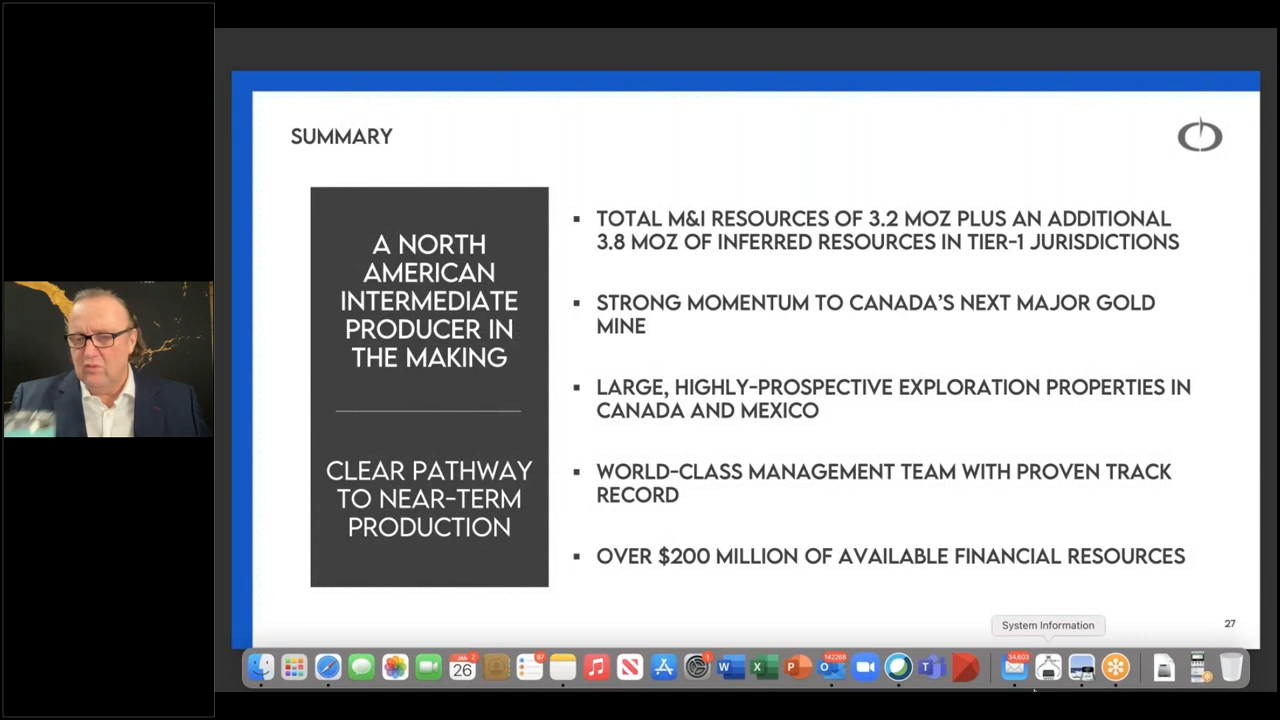 SUMMARY
A NORTH
AMERICAN
INTERMEDIATE
PRODUCER IN
THE MAKING
CLEAR PATHWAY
TO NEAR-TERM
PRODUCTION
▪ TOTAL M&I RESOURCES OF 3.2 MOZ PLUS AN ADDITIONAL
3.8 MOZ OF INFERRED RESOURCES IN TIER-1 JURISDICTIONS
▪ STRONG MOMENTUM TO CANADA'S NEXT MAJOR GOLD
MINE
▪ LARGE, HIGHLY-PROSPECTIVE EXPLORATION PROPERTIES IN
CANADA AND MEXICO
▪ WORLD-CLASS MANAGEMENT TEAM WITH PROVEN TRACK
RECORD
▪ OVER $200 MILLION OF AVAILABLE FINANCIAL RESOURCES
27
System Information
26